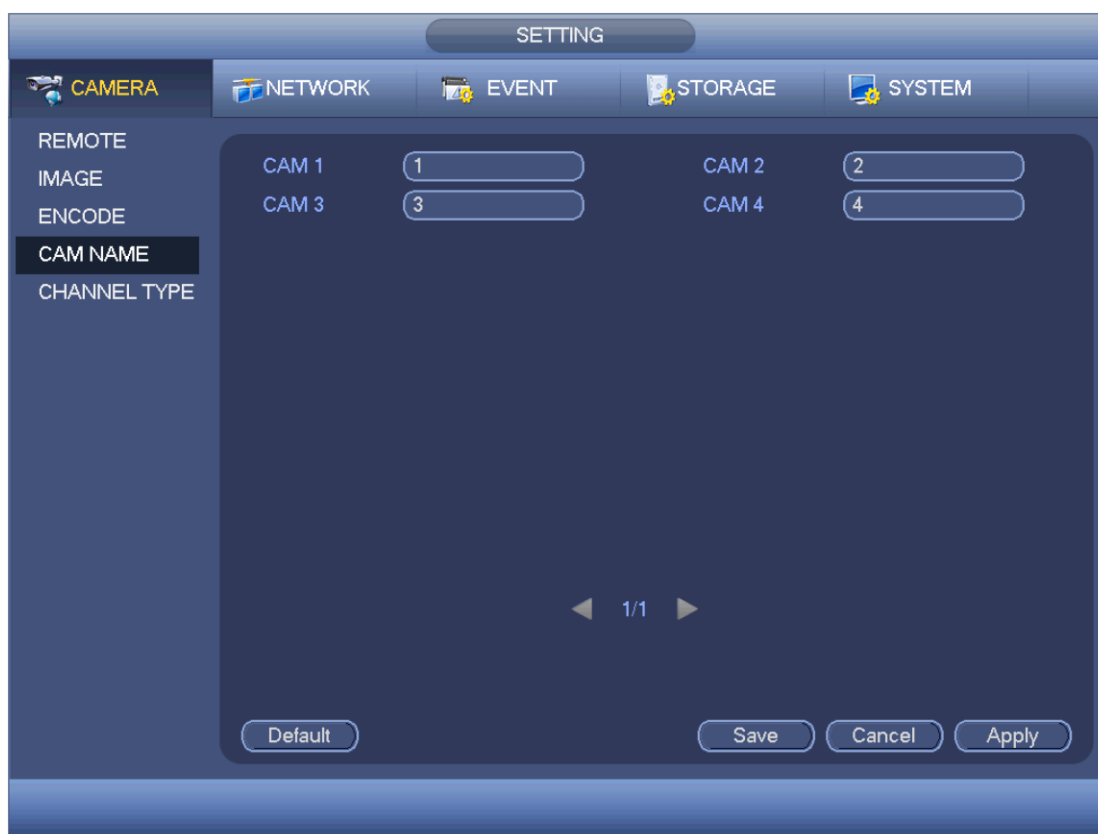 SETTING
CAMERA NETWORK EVENT STORAGE SYSTEM
REMOTE
IMAGE
ENCODE
CAM NAME
CHANNEL TYPE
CAM 1 1 CAM 2 2
CAM 3 3 CAM 4 4
1/1
Default Save Cancel Apply